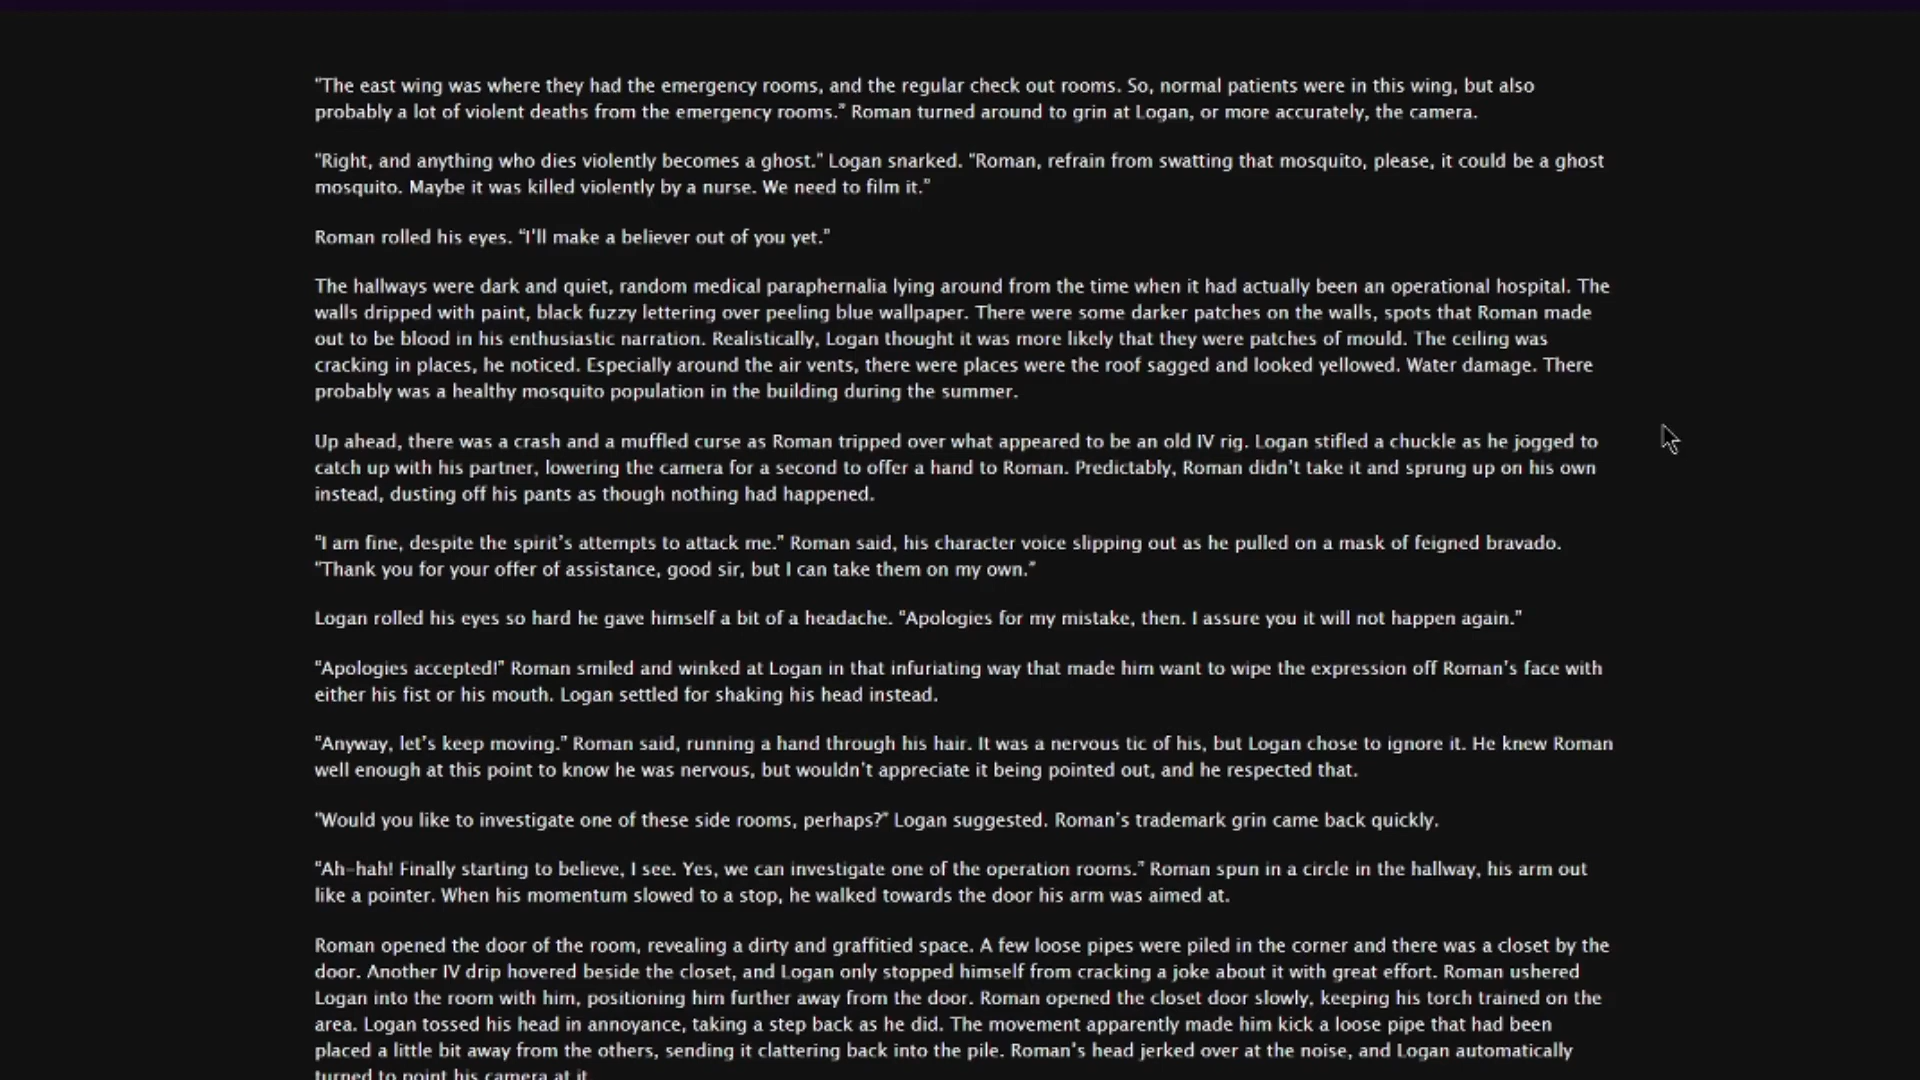 "The east wing was where they had the emergency rooms, and the regular check out rooms. So, normal patients were in this wing, but also
probably a lot of violent deaths from the emergency rooms." Roman turned around to grin at Logan, or more accurately, the camera.
"Right, and anything who dies violently becomes a ghost." Logan snarked. "Roman, refrain from swatting that mosquito, please, it could be a ghost
mosquito. Maybe it was killed violently by a nurse. We need to film it."
Roman rolled his eyes. "I'll make a believer out of you yet."
The hallways were dark and quiet, random medical paraphernalia lying around from the time when it had actually been an operational hospital. The
walls dripped with paint, black fuzzy lettering over peeling blue wallpaper. There were some darker patches on the walls, spots that Roman made
out to be blood in his enthusiastic narration. Realistically, Logan thought it was more likely that they were patches of mould. The ceiling was
cracking in places, he noticed. Especially around the air vents, there were places were the roof sagged and looked yellowed. Water damage. There
probably was a healthy mosquito population in the building during the summer.
Up ahead, there was a crash and a muffled curse as Roman tripped over what appeared to be an old IV rig. Logan stifled a chuckle as he jogged to
catch up with his partner, lowering the camera for a second to offer a hand to Roman. Predictably, Roman didn't take it and sprung up on his own
instead, dusting off his pants as though nothing had happened.
"I am fine, despite the spirit's attempts to attack me." Roman said, his character voice slipping out as he pulled on a mask of feigned bravado.
"Thank you for your offer of assistance, good sir, but I can take them on my own."
Logan rolled his eyes so hard he gave himself a bit of a headache. "Apologies for my mistake, then. I assure you it will not happen again."
"Apologies accepted!" Roman smiled and winked at Logan in that infuriating way that made him want to wipe the expression off Roman's face with
either his fist or his mouth. Logan settled for shaking his head instead.
"Anyway, let's keep moving." Roman said, running a hand through his hair. It was a nervous tic of his, but Logan chose to ignore it. He knew Roman
well enough at this point to know he was nervous, but wouldn't appreciate it being pointed out, and he respected that.
"Would you like to investigate one of these side rooms, perhaps?" Logan suggested. Roman's trademark grin came back quickly.
"Ah-hah! Finally starting to believe, I see. Yes, we can investigate one of the operation rooms." Roman spun in a circle in the hallway, his arm out
like a pointer. When his momentum slowed to a stop, he walked towards the door his arm was aimed at.
Roman opened the door of the room, revealing a dirty and graffitied space. A few loose pipes were piled in the corner and there was a closet by the
door. Another IV drip hovered beside the closet, and Logan only stopped himself from cracking a joke about it with great effort. Roman ushered
Logan into the room with him, positioning him further away from the door. Roman opened the closet door slowly, keeping his torch trained on the
area. Logan tossed his head in annoyance, taking a step back as he did. The movement apparently made him kick a loose pipe that had been
placed a little bit away from the others, sending it clattering back into the pile. Roman's head jerked over at the noise, and Logan automatically
turned to point his camera at it.